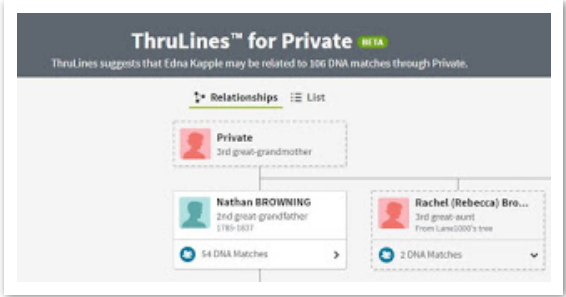 ThruLines™ for Private BETA
ThruLines suggests that Edna Kapple may be related to 106 DNA matches through Private.
Relationships List
Private
3rd great-grandmother
Nathan BROWNING
2nd great grandfather
1785-1837
54 DNA Matches
Rachel (Rebecca) Bro...
3rd great-aunt
From Lane1000's tree
2 DNA Matches